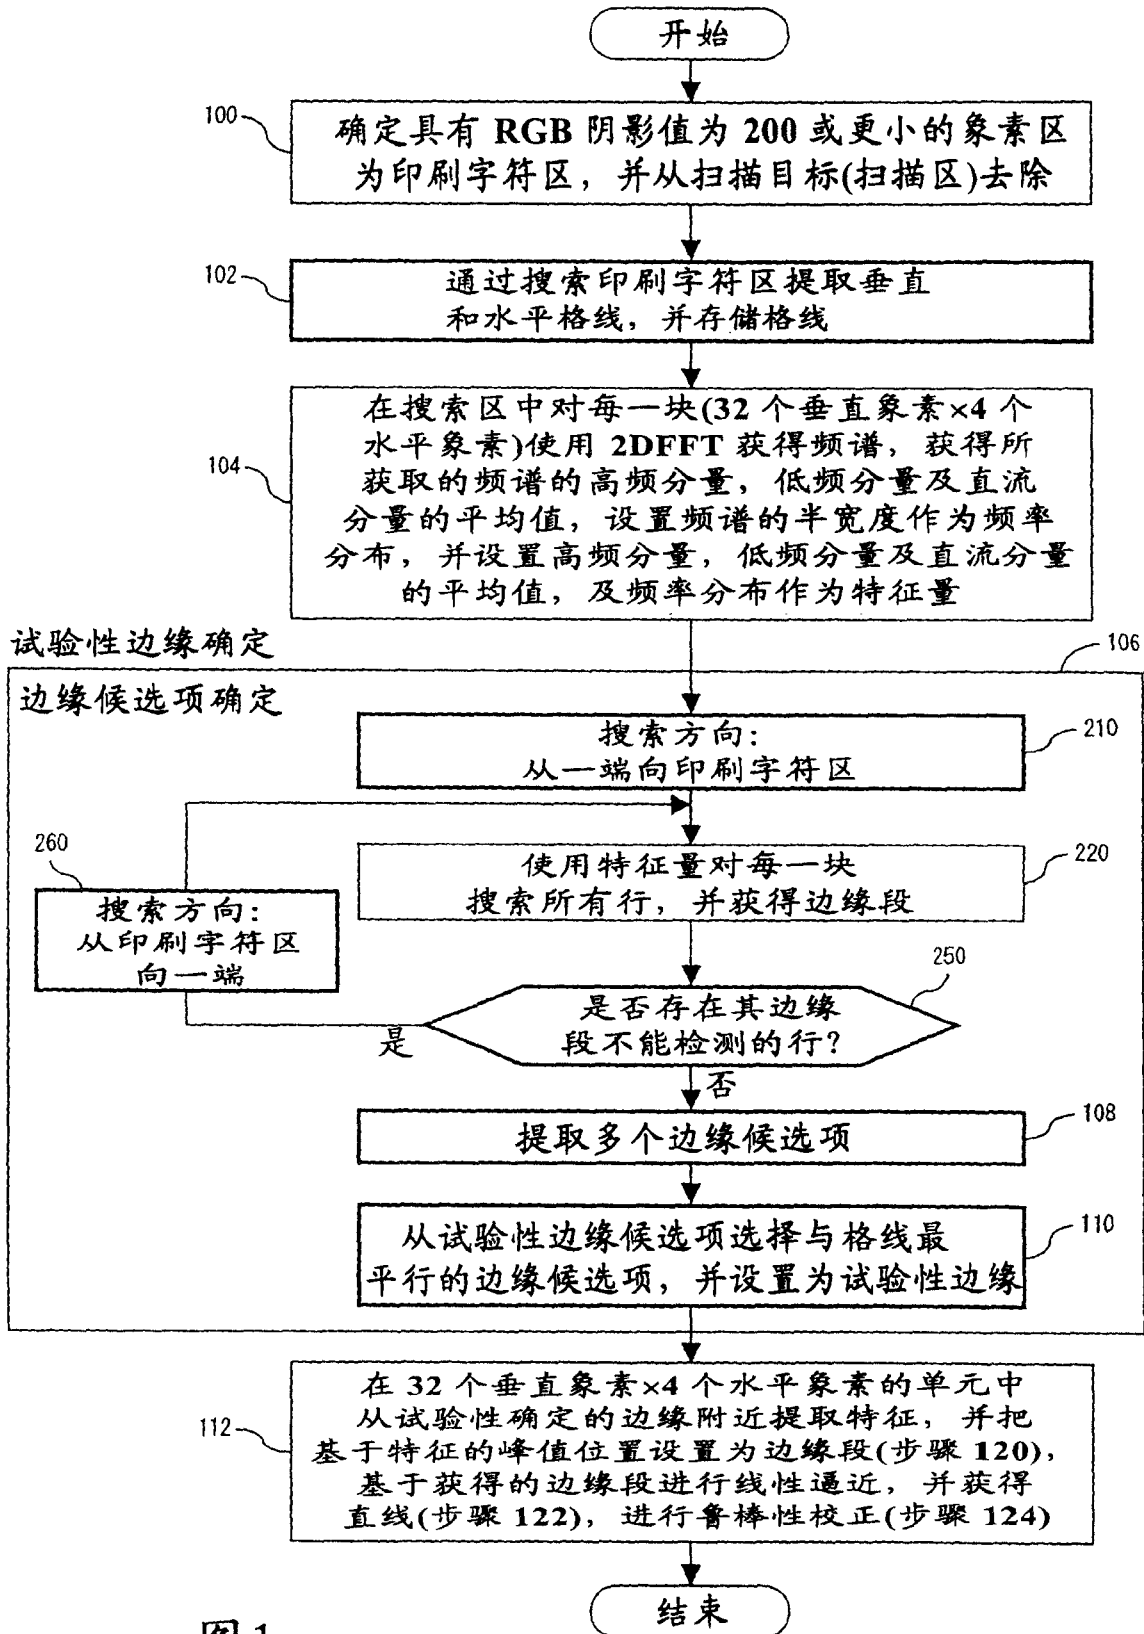 开始
100
确定具有 RGB 阴影值为 200 或更小的象素区
为印刷字符区，并从扫描目标(扫描区)去除
102
通过搜索印刷字符区提取垂直
和水平格线，并存储格线
104
在搜索区中对每一块(32 个垂直象素×4 个
水平象素)使用 2DFFT 获得频谱，获得所
获取的频谱的高频分量，低频分量及直流
分量的平均值，设置频谱的半宽度作为频率
分布，并设置高频分量，低频分量及直流分量
的平均值，及频率分布作为特征量
试验性边缘确定
106
边缘候选项确定
搜索方向：
从一端向印刷字符区
210
260
搜索方向：
从印刷字符区
向一端
使用特征量对每一块
搜索所有行，并获得边缘段
220
250
是否存在其边缘
段不能检测的行？
是
否
提取多个边缘候选项
108
从试验性边缘候选项选择与格线最
平行的边缘候选项，并设置为试验性边缘
110
112
在 32 个垂直象素×4 个水平象素的单元中
从试验性确定的边缘附近提取特征，并把
基于特征的峰值位置设置为边缘段(步骤 120)，
基于获得的边缘段进行线性逼近，并获得
直线(步骤 122)，进行鲁棒性校正(步骤 124)
结束
图 1